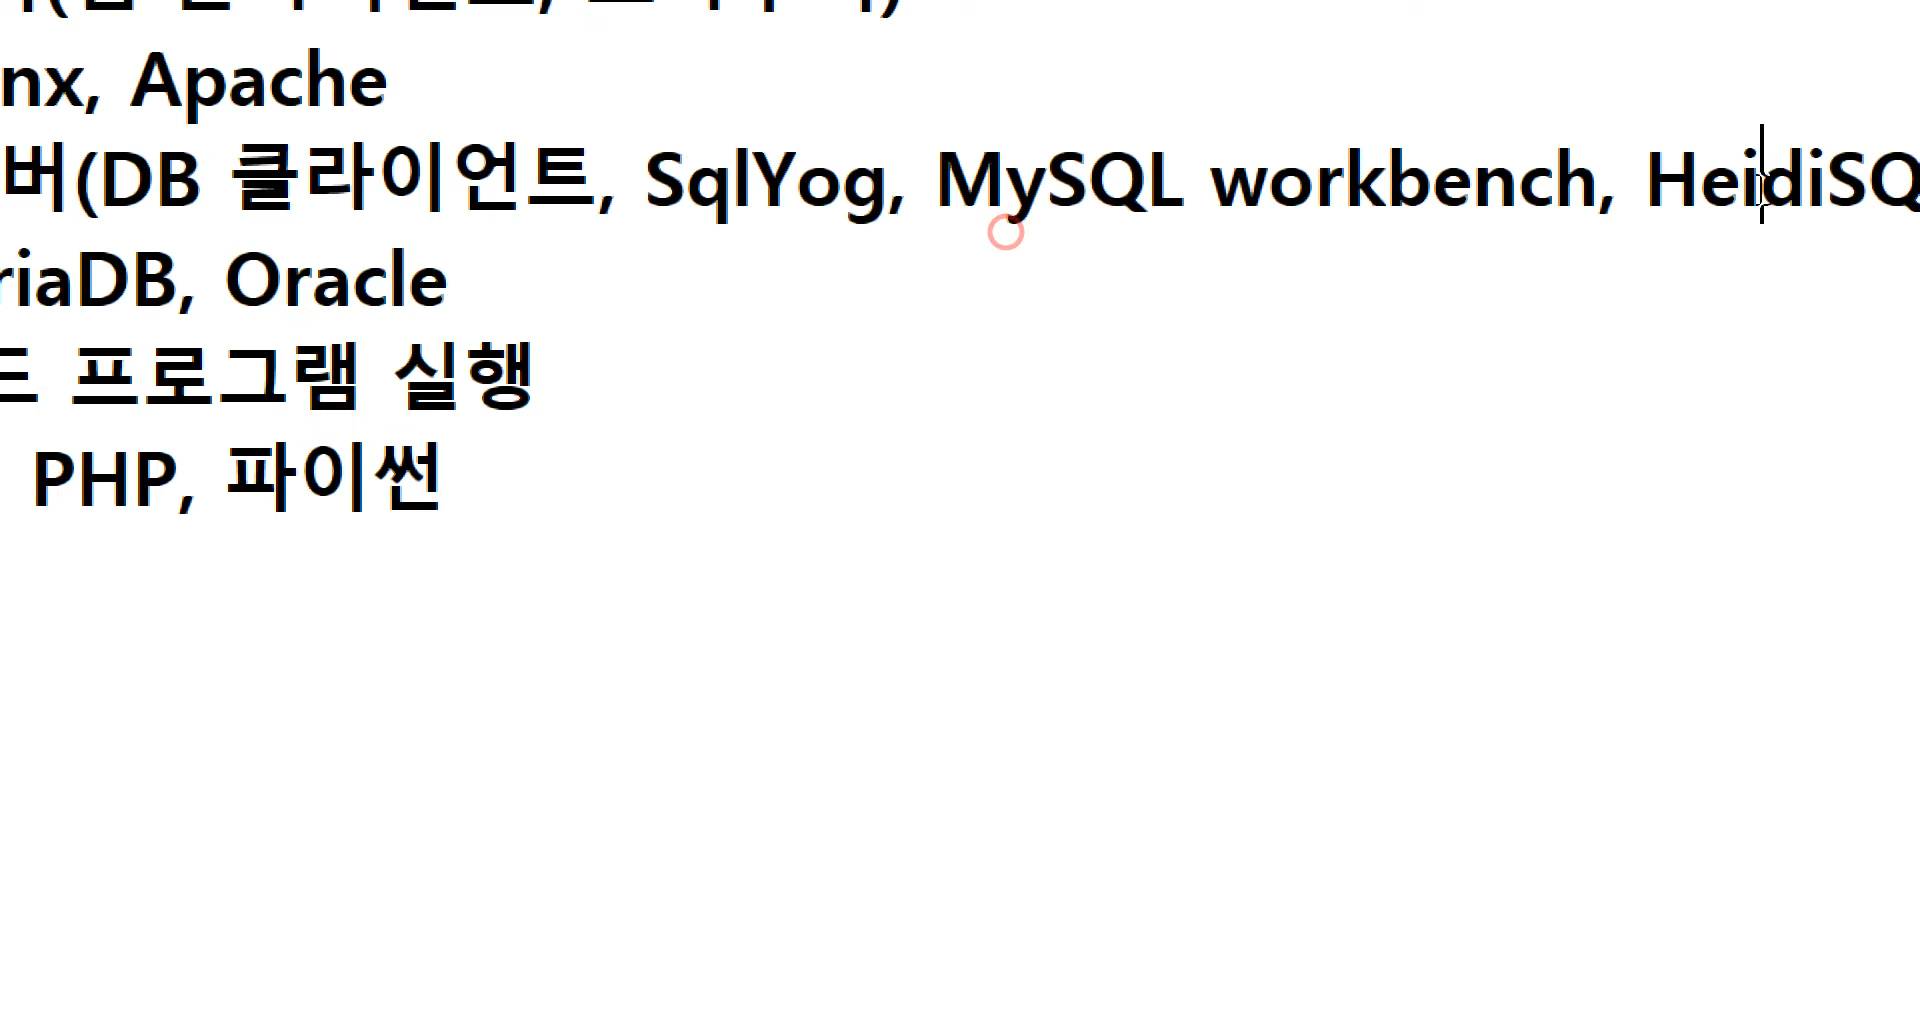 nx, Apache
버(DB 클라이언트, SqlYog, MySQL workbench, HeidiSQ
riaDB, Oracle
드 프로그램 실행
PHP, 파이썬